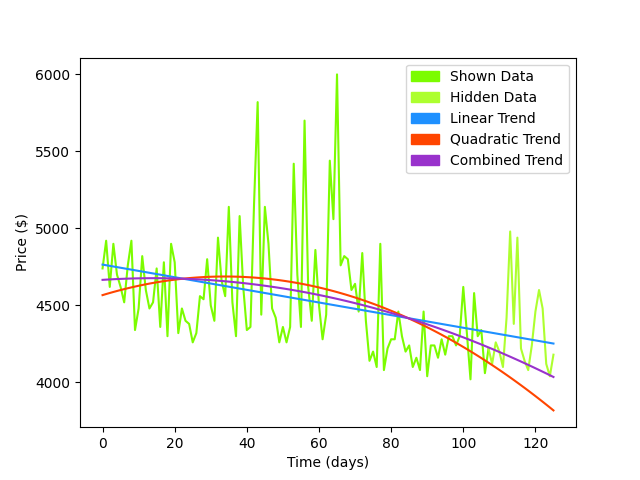 Shown Data
Hidden Data
Linear Trend
Quadratic Trend
Combined Trend
6000
5500
5000
4500
4000
Price ($)
0 20 40 60 80 100 120
Time (days)